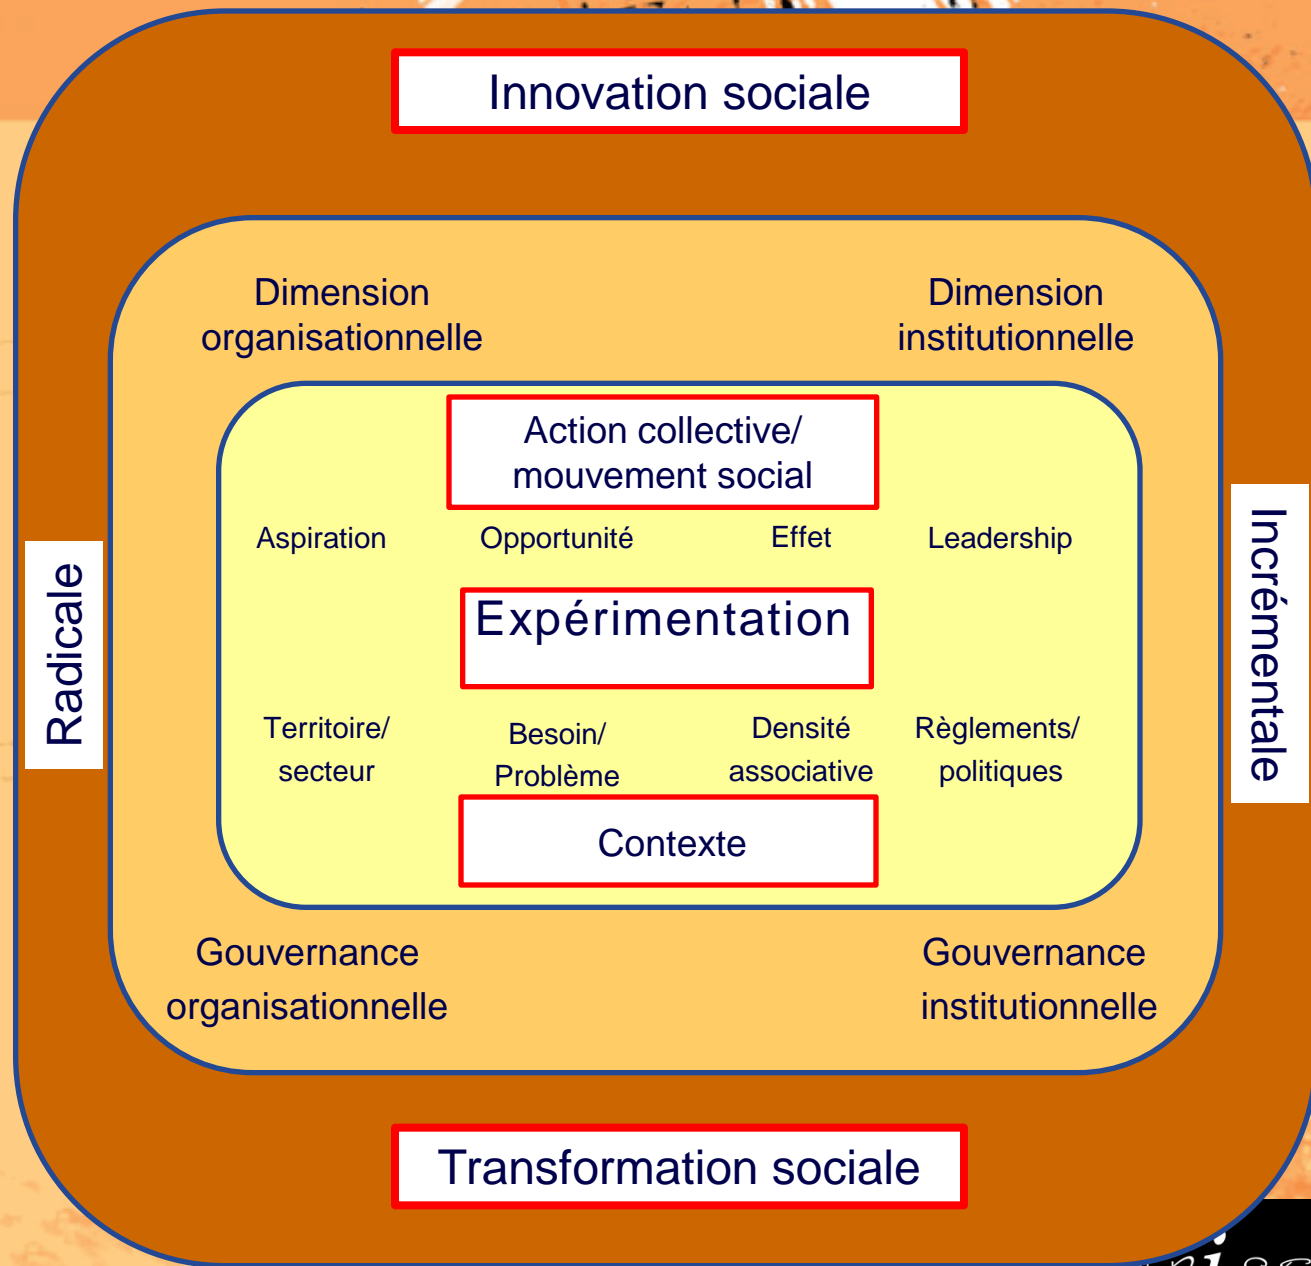 Innovation sociale
Dimension
organisationnelle
Dimension
institutionnelle
Action collective/
mouvement social
Aspiration
Opportunité
Effet
Leadership
Radicale
Expérimentation
Incrémentale
Territoire/
secteur
Besoin/
Problème
Densité
associative
Règlements/
politiques
Contexte
Gouvernance
organisationnelle
Gouvernance
institutionnelle
Transformation sociale